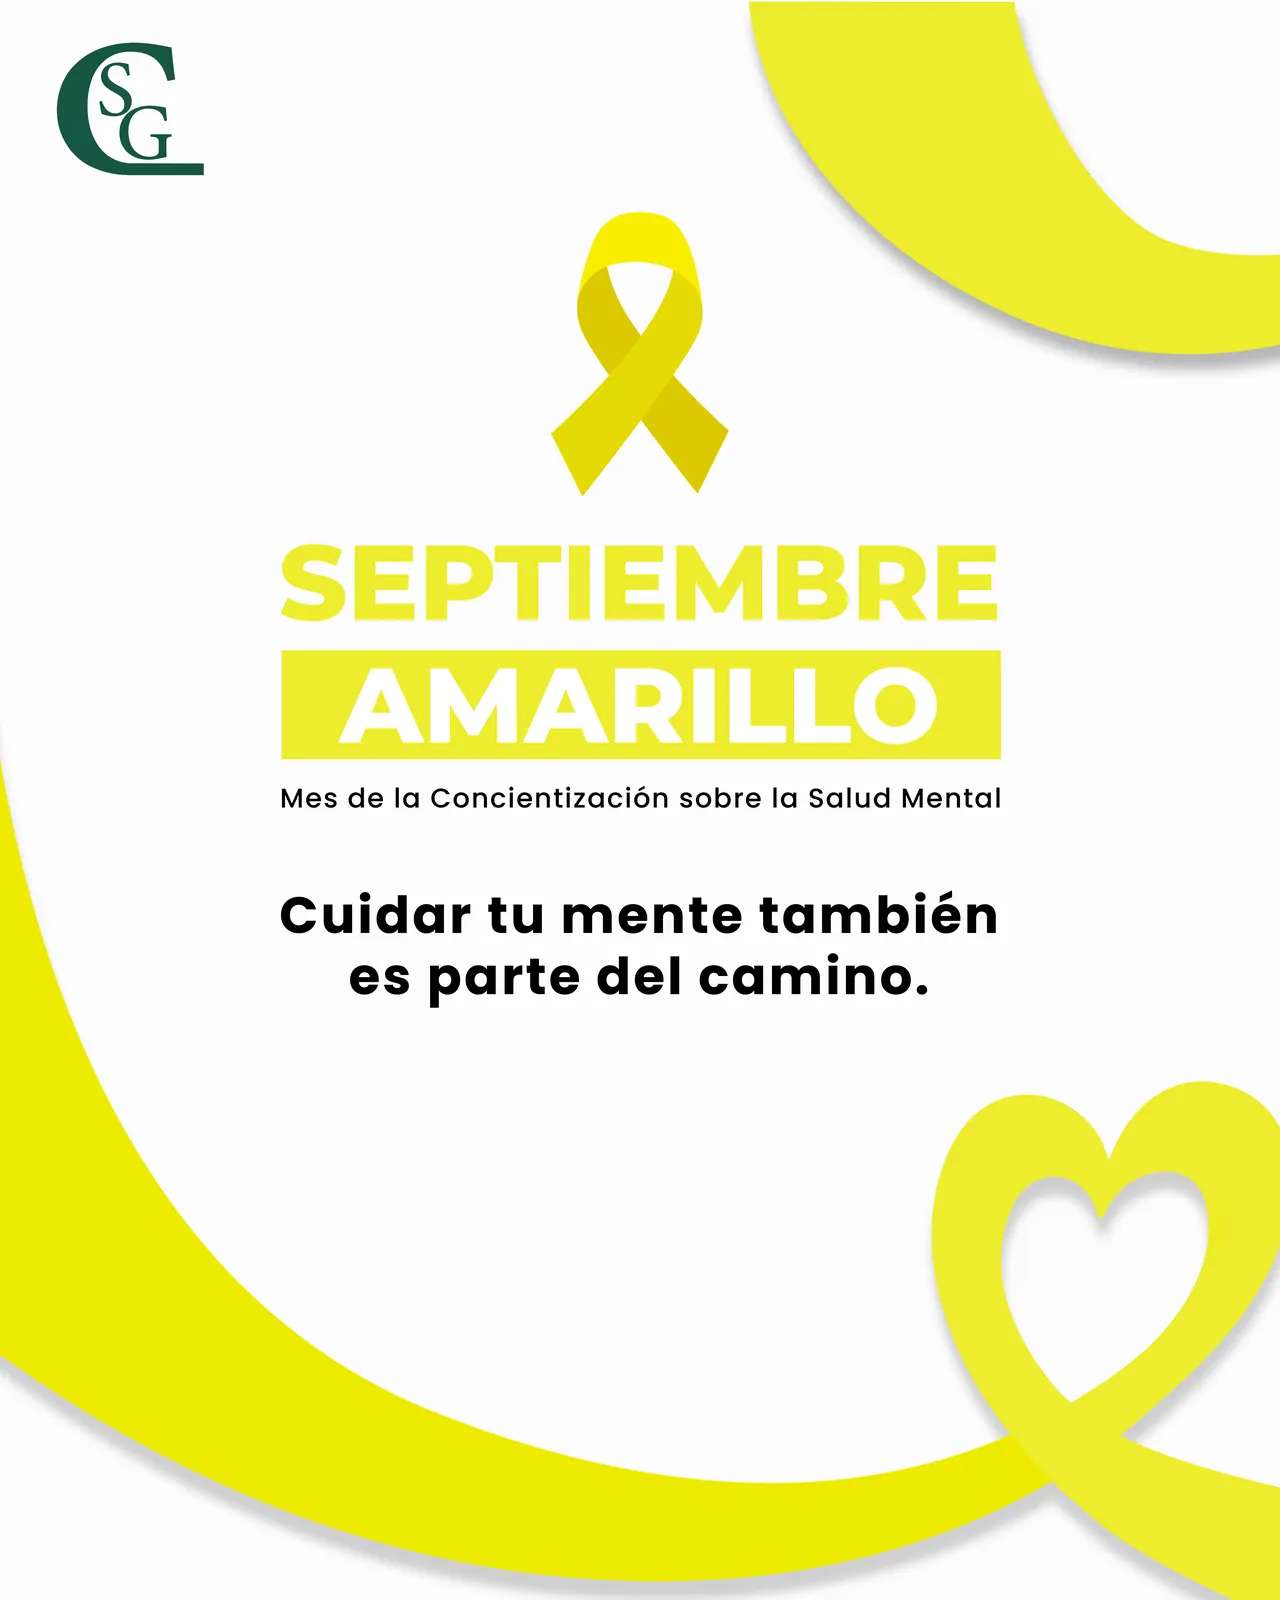 CSG
SEPTIEMBRE
AMARILLO
Mes de la Concientización sobre la Salud Mental
Cuidar tu mente también
es parte del camino.